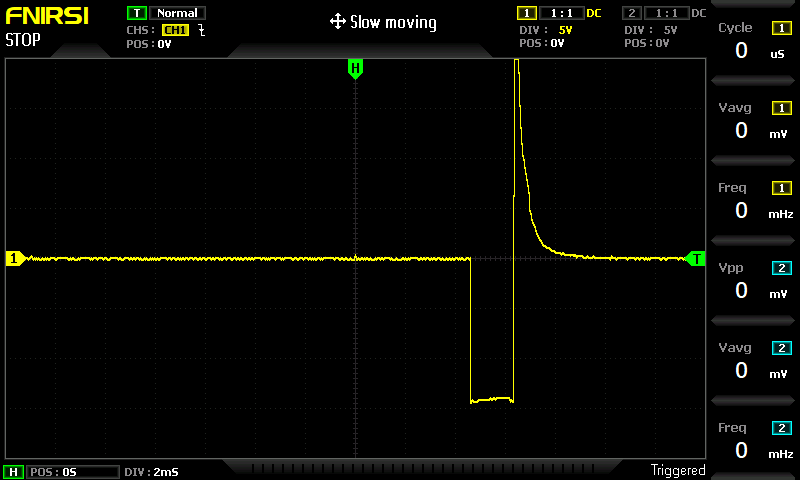 FNIRSI
STOP
T Normal
CHS: CH1
POS: 0V
Slow moving
1 1:1 DC
DIV: 5V
POS: 0V
2 1:1 DC
DIV: 5V
POS: 0V
Cycle 1
0 uS
Vavg 1
0 mV
Freq 1
0 mHz
Vpp 2
0 mV
Vavg 2
0 mV
Freq 2
0 mHz
H
1
T
H POS: 0S DIV: 2mS
Triggered